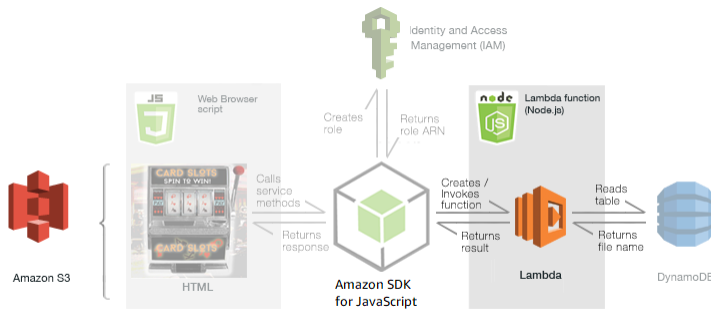 Identity and Access
Management (IAM)
JS
Web Browser
script
node
JS
Lambda function
(Node.js)
Creates
role
Returns
role ARN
CARD SLOTS
SPIN TO WIN!
Calls
service
methods
Creates /
Invokes
function
Reads
table
Returns
response
Returns
result
Returns
file name
CARD SLOTS
Amazon S3
HTML
Amazon SDK
for JavaScript
Lambda
DynamoDB